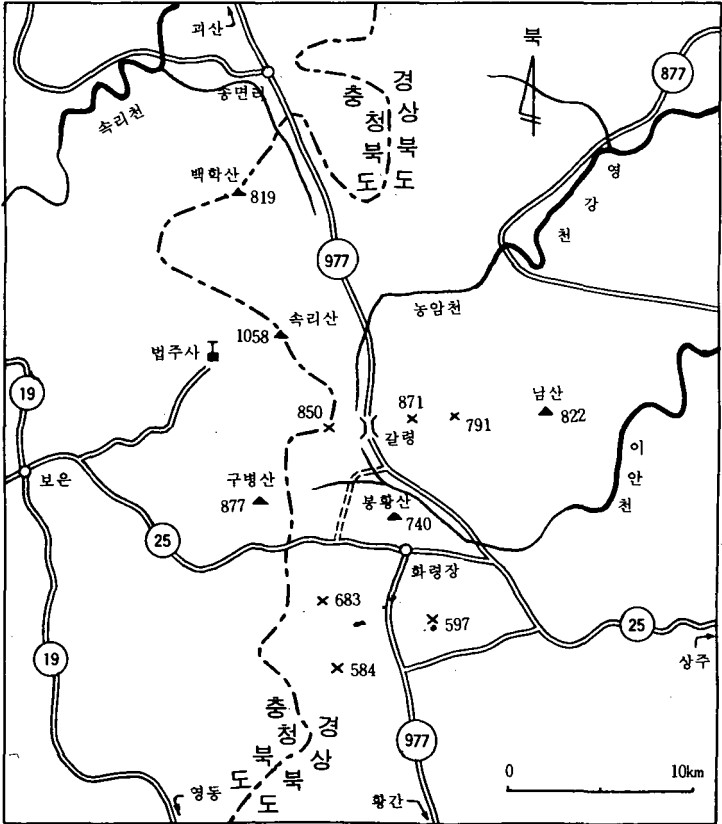 괴산
북
877
송면리
속리천
충청북도
경상북도
백학산
819
영강천
977
농암천
속리산
1058
법주사
19
871
791
남산
822
850
갈령
이안천
보은
구병산
877
봉황산
740
25
화령장
683
597
25
상주
584
19
충청북도
경상북도
977
영동
황간
0 10km